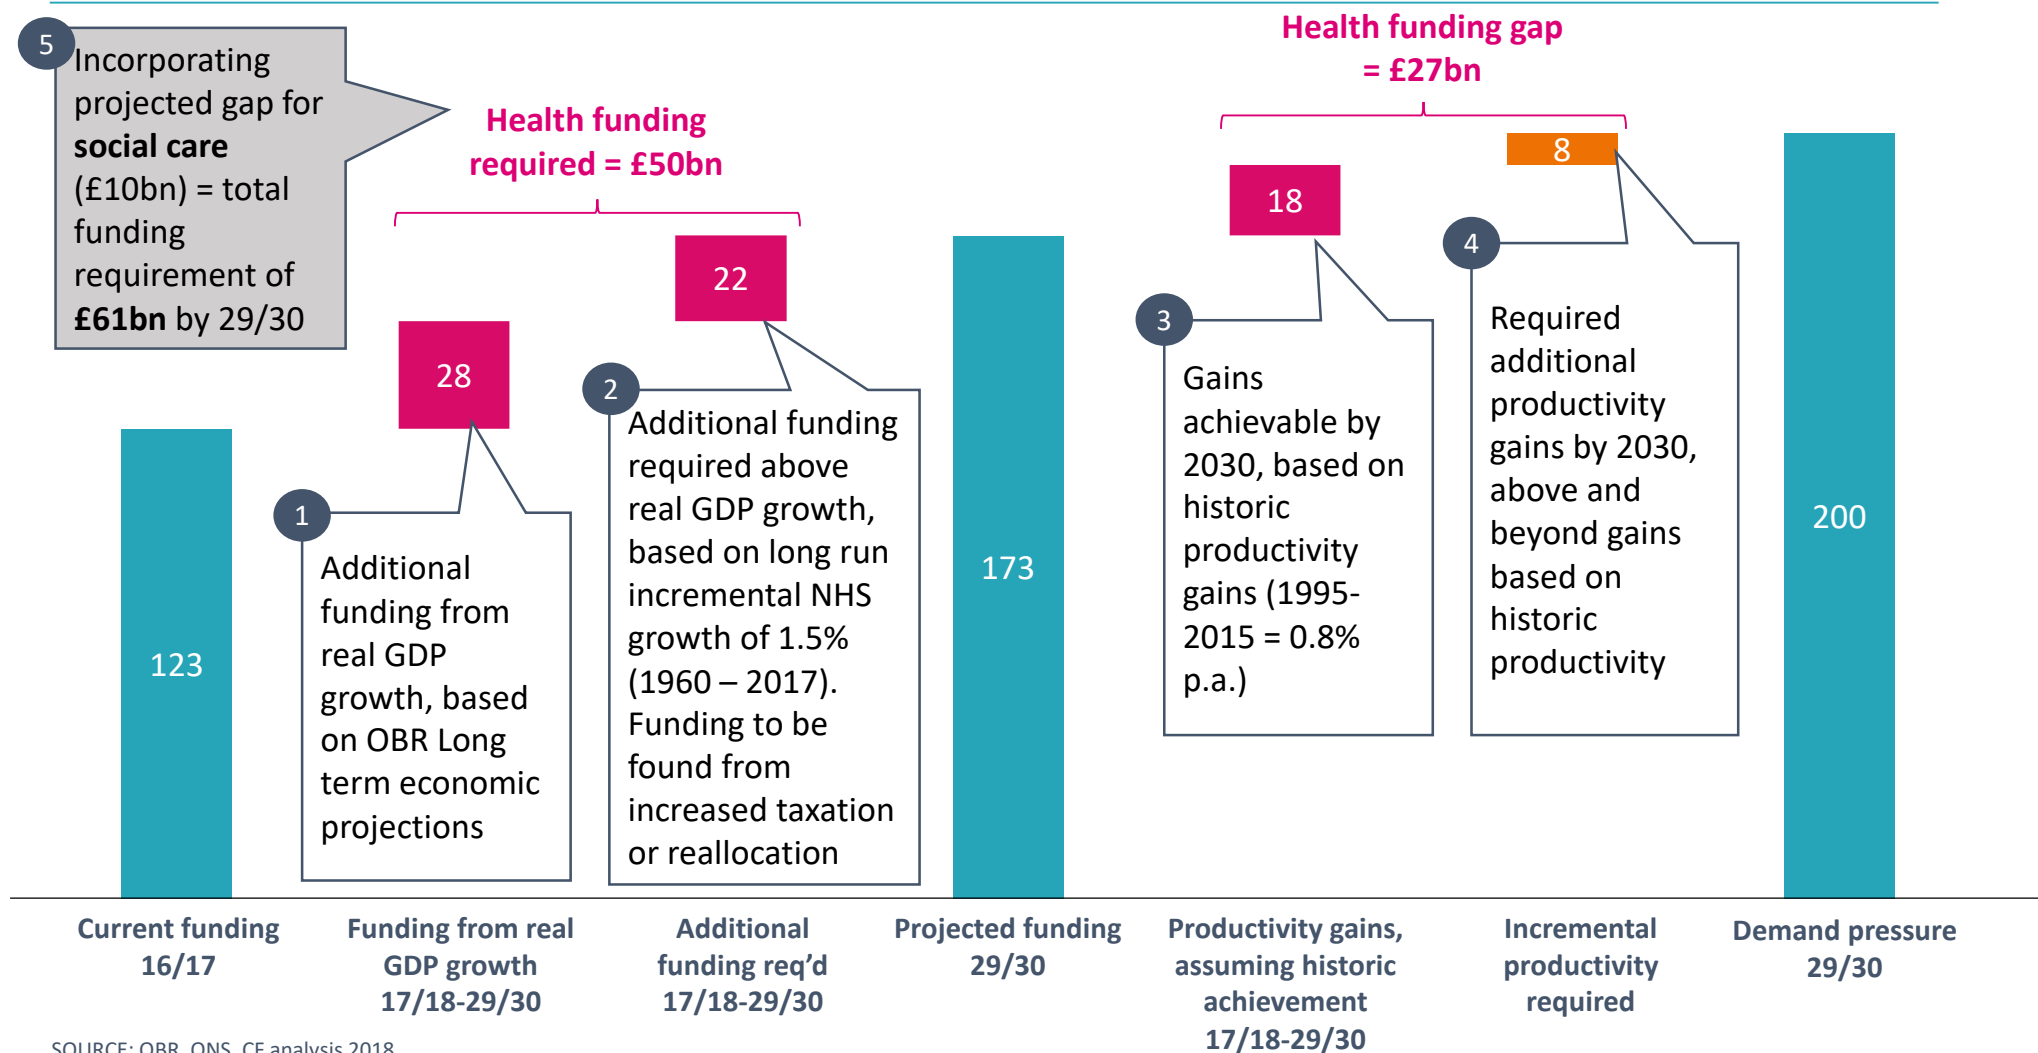 5
Incorporating
projected gap for
social care
(£10bn) = total
funding
requirement of
£61bn by 29/30
Health funding
required = £50bn
Health funding gap
= £27bn
123
28
22
173
18
8
200
1
Additional
funding from
real GDP
growth, based
on OBR Long
term economic
projections
2
Additional funding
required above
real GDP growth,
based on long run
incremental NHS
growth of 1.5%
(1960 – 2017).
Funding to be
found from
increased taxation
or reallocation
3
Gains
achievable by
2030, based on
historic
productivity
gains (1995-
2015 = 0.8%
p.a.)
4
Required
additional
productivity
gains by 2030,
above and
beyond gains
based on
historic
productivity
Current funding
16/17
Funding from real
GDP growth
17/18-29/30
Additional
funding req’d
17/18-29/30
Projected funding
29/30
Productivity gains,
assuming historic
achievement
17/18-29/30
Incremental
productivity
required
Demand pressure
29/30
SOURCE: OBR, ONS, CF analysis 2018